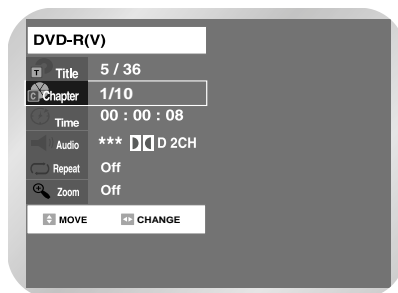 DVD-R(V)
T Title 5 / 36
C Chapter 1/10
Time 00 : 00 : 08
Audio *** D 2CH
Repeat Off
Zoom Off
MOVE CHANGE